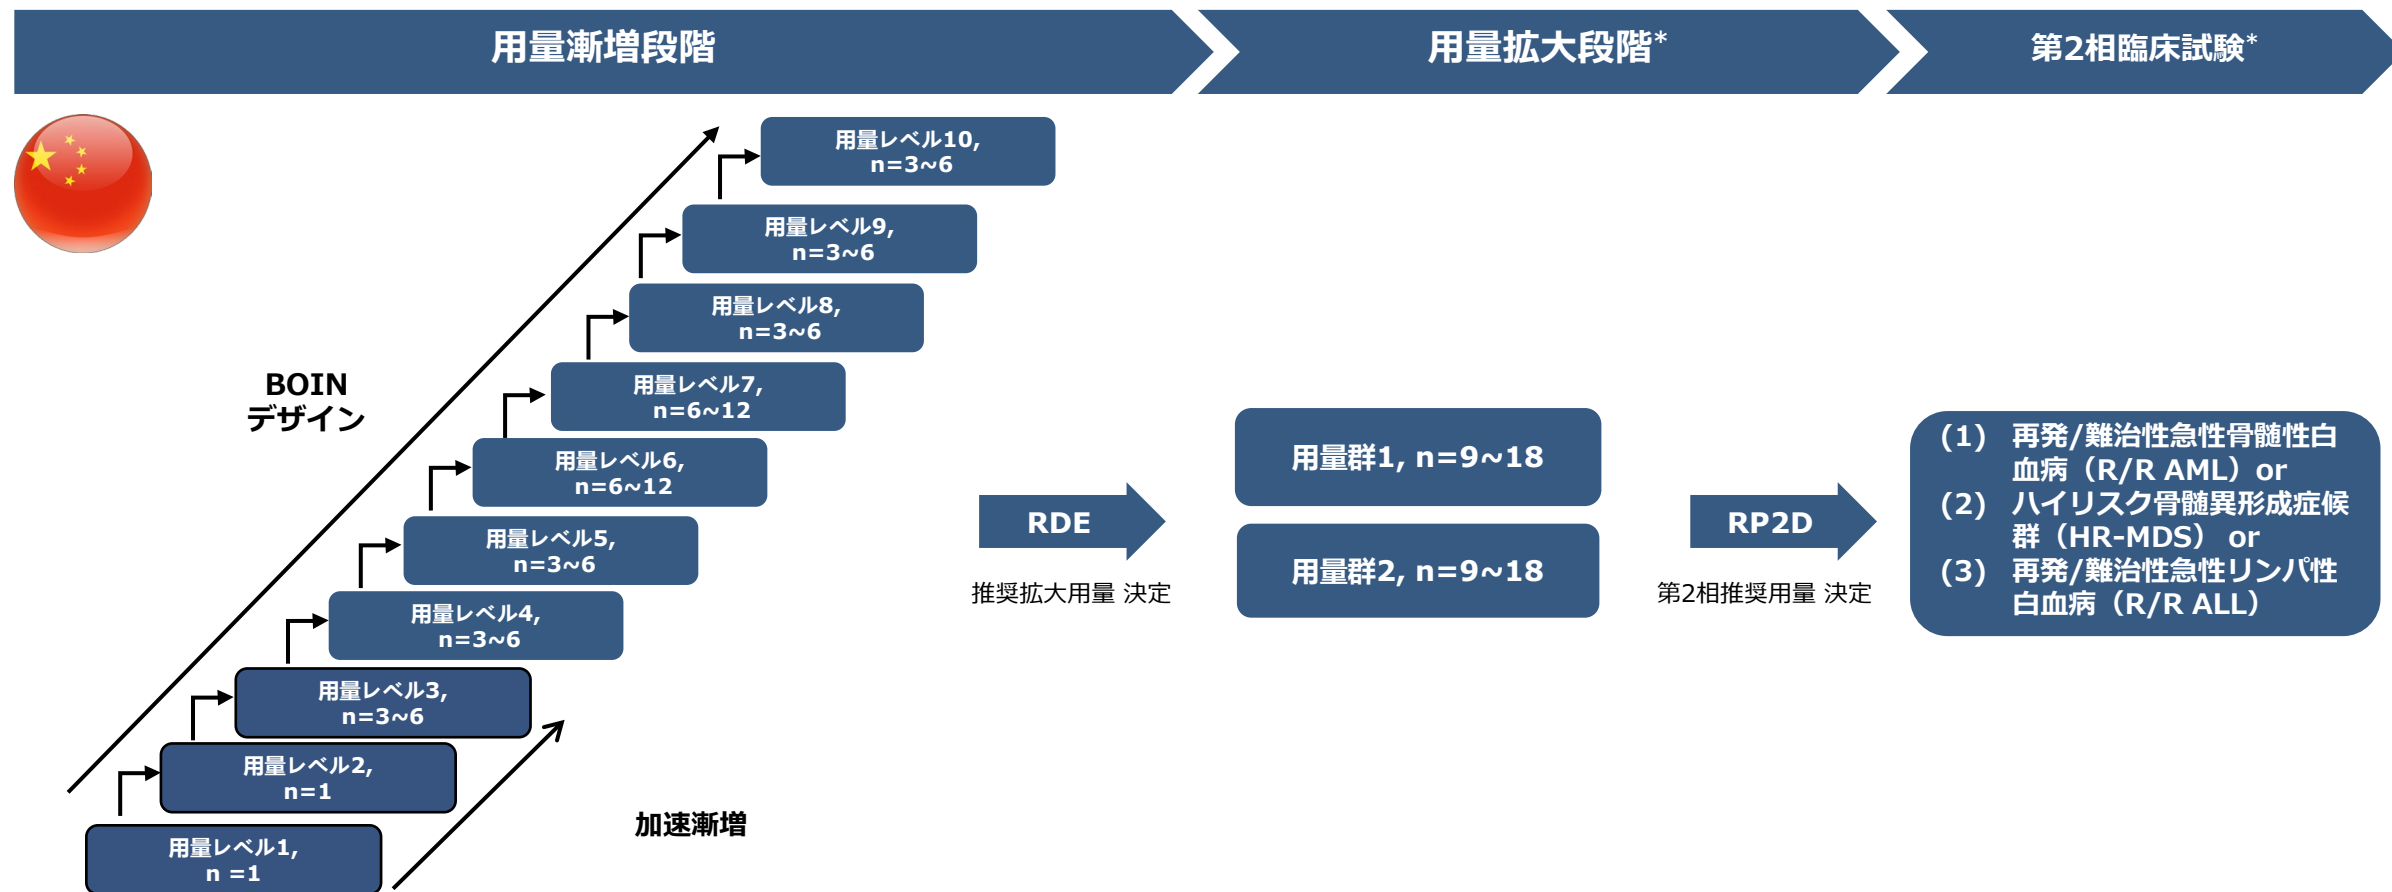 用量漸増段階
用量拡大段階*
第2相臨床試験*
用量レベル10,
n=3~6
用量レベル9,
n=3~6
用量レベル8,
n=3~6
用量レベル7,
n=6~12
用量レベル6,
n=6~12
用量レベル5,
n=3~6
用量レベル4,
n=3~6
用量レベル3,
n=3~6
用量レベル2,
n=1
用量レベル1,
n =1
BOIN
デザイン
加速漸増
RDE
推奨拡大用量 決定
用量群1, n=9~18
用量群2, n=9~18
RP2D
第2相推奨用量 決定
(1) 再発/難治性急性骨髄性白
血病（R/R AML）or
(2) ハイリスク骨髄異形成症候
群（HR-MDS） or
(3) 再発/難治性急性リンパ性
白血病（R/R ALL）